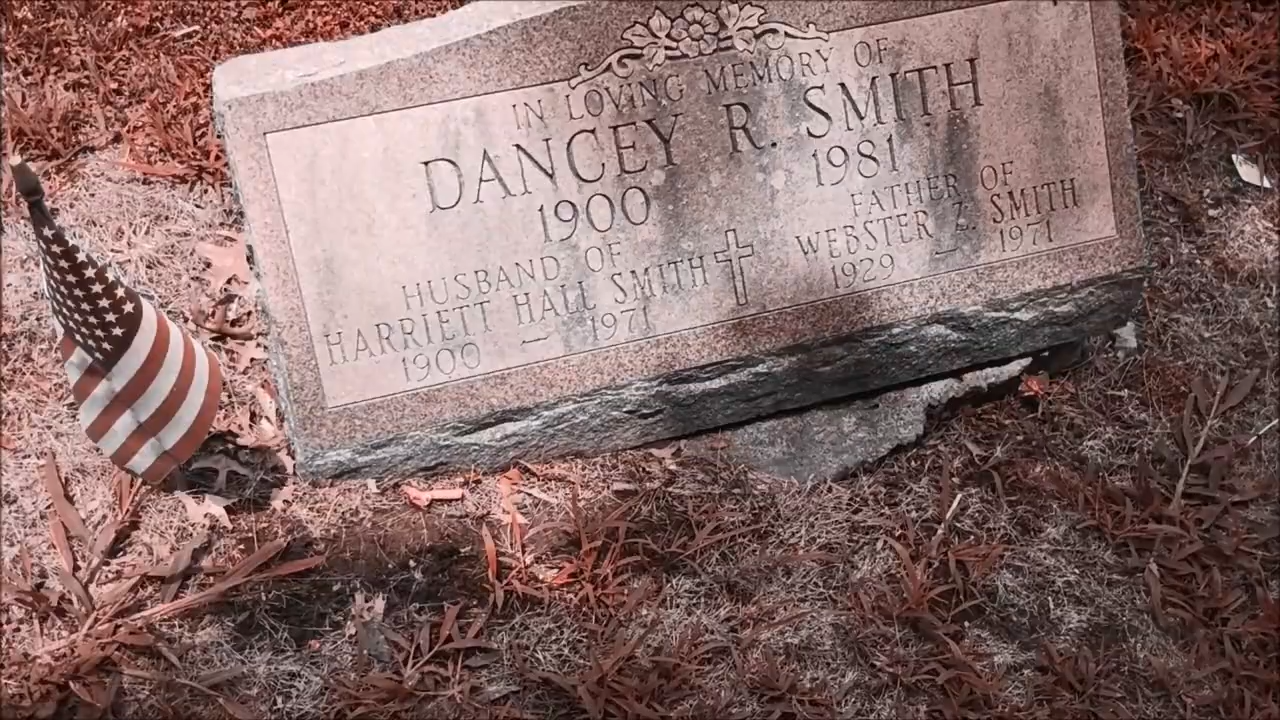 IN LOVING MEMORY OF
DANCEY R. SMITH
1900 1981
HUSBAND OF
HARRIETT HALL SMITH
1900 — 1971
FATHER OF
WEBSTER Z. SMITH
1929 — 1971